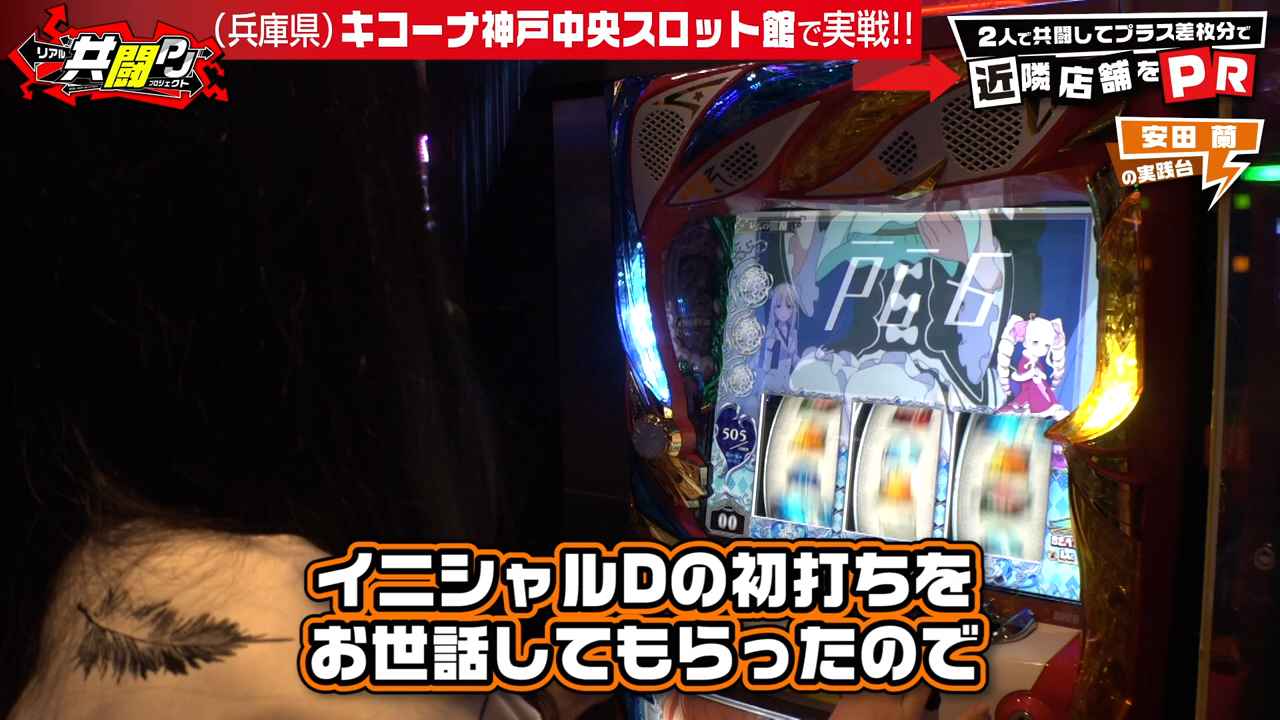 (兵庫県)キコーナ神戸中央スロット館で実戦!!
リアル
共闘PJ
プロジェクト
2人で共闘してプラス差枚分で
近隣店舗をPR
安田 蘭
の実践台
505
00
イニシャルDの初打ちを
お世話してもらったので